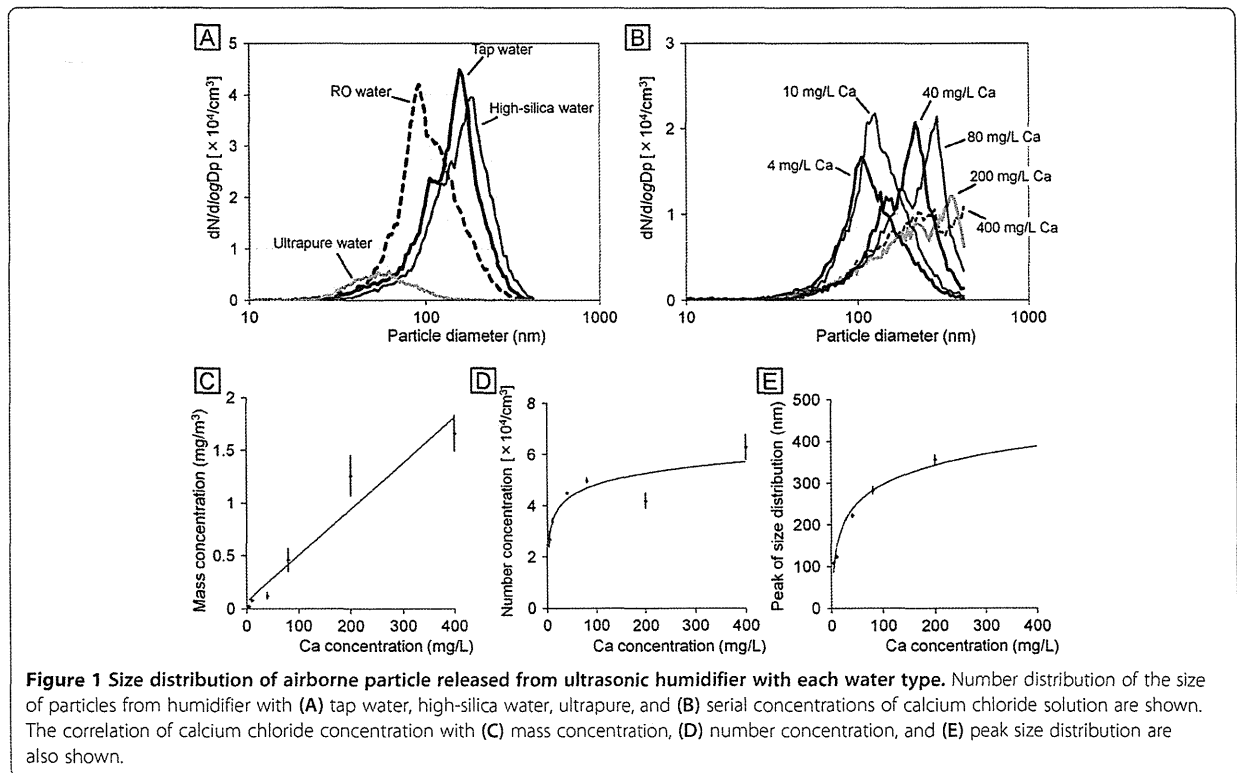 A
dN/dlogDp [×10⁴/cm³]
5
4
3
2
1
0
Tap water
RO water
High-silica water
Ultrapure water
10
100
1000
Particle diameter (nm)
B
dN/dlogDp [×10⁴/cm³]
3
2
1
0
10 mg/L Ca
40 mg/L Ca
80 mg/L Ca
4 mg/L Ca
200 mg/L Ca
400 mg/L Ca
10
100
1000
Particle diameter (nm)
C
Mass concentration (mg/m³)
2
1.5
1
0.5
0
0 100 200 300 400
Ca concentration (mg/L)
D
Number concentration [×10⁴/cm³]
8
6
4
2
0
0 100 200 300 400
Ca concentration (mg/L)
E
Peak of size distribution (nm)
500
400
300
200
100
0
0 100 200 300 400
Ca concentration (mg/L)
Figure 1 Size distribution of airborne particle released from ultrasonic humidifier with each water type. Number distribution of the size
of particles from humidifier with (A) tap water, high-silica water, ultrapure, and (B) serial concentrations of calcium chloride solution are shown.
The correlation of calcium chloride concentration with (C) mass concentration, (D) number concentration, and (E) peak size distribution are
also shown.